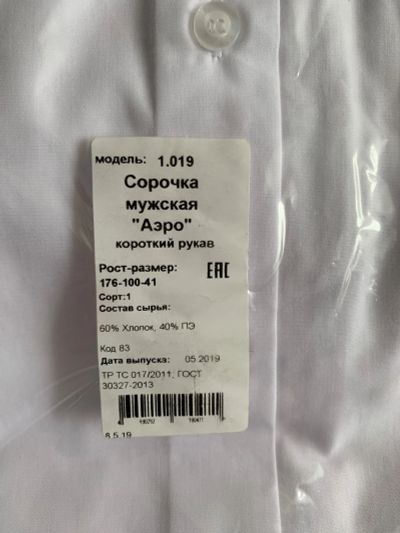 модель: 1.019
Сорочка
мужская
"Аэро"
короткий рукав
Рост-размер:
176-100-41
EAC
Сорт:1
Состав сырья:
60% Хлопок, 40% ПЭ
Код 83
Дата выпуска: 05.2019
ТР ТС 017/2011, ГОСТ
30327-2013
8.5.19